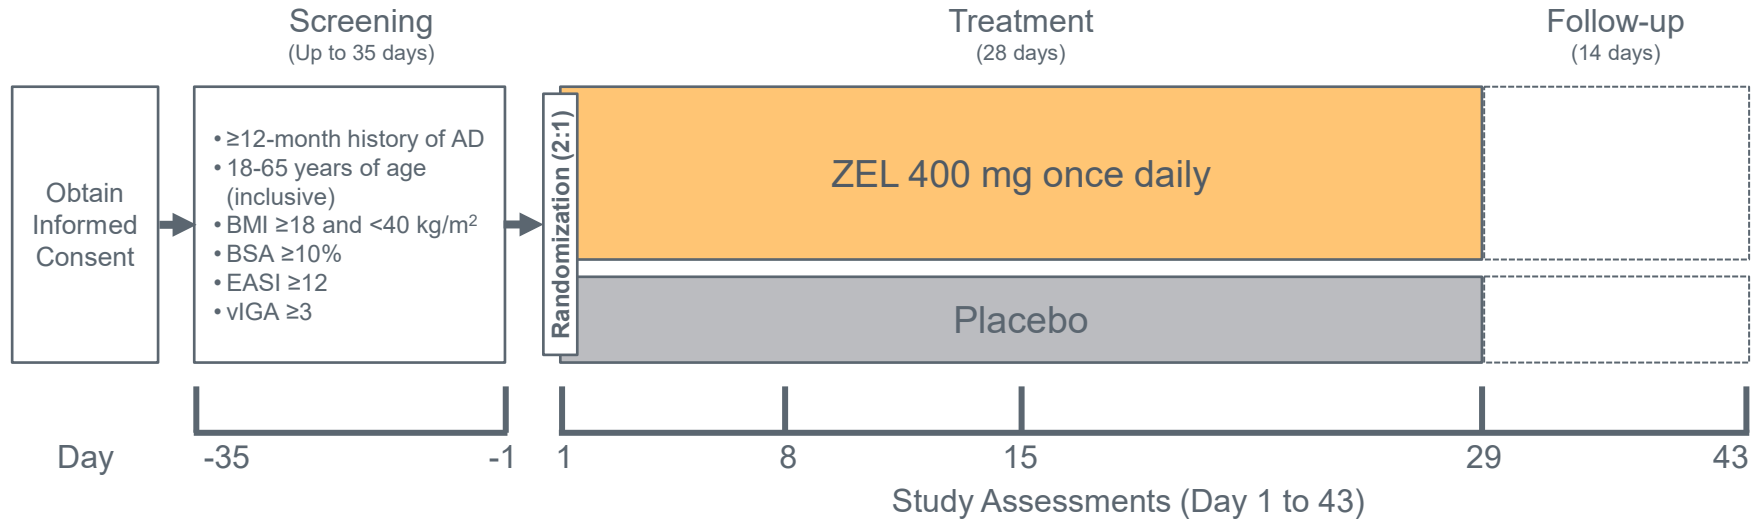 Screening
(Up to 35 days)
Treatment
(28 days)
Follow-up
(14 days)
Obtain
Informed
Consent
• ≥12-month history of AD
• 18-65 years of age
(inclusive)
• BMI ≥18 and <40 kg/m²
• BSA ≥10%
• EASI ≥12
• vIGA ≥3
Randomization (2:1)
ZEL 400 mg once daily
Placebo
Day
-35
-1
1
8
15
29
43
Study Assessments (Day 1 to 43)